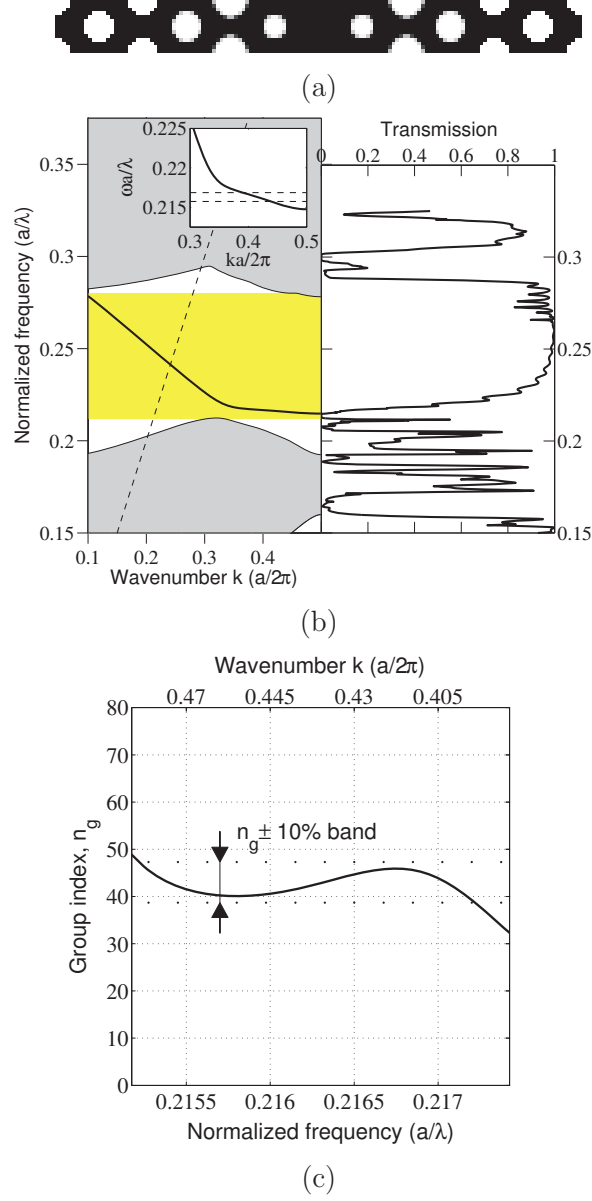 (a)
Transmission
0 0.2 0.4 0.6 0.8 1
0.35
0.3
0.25
0.2
0.15
Normalized frequency (a/λ)
0.225
0.22
0.215
ωa/λ
0.3 0.4 0.5
ka/2π
0.3
0.25
0.2
0.15
0.1 0.2 0.3 0.4
Wavenumber k (a/2π)
(b)
Wavenumber k (a/2π)
0.47 0.445 0.43 0.405
80
70
60
50
40
30
20
10
0
Group index, n_g
n_g± 10% band
0.2155 0.216 0.2165 0.217
Normalized frequency (a/λ)
(c)